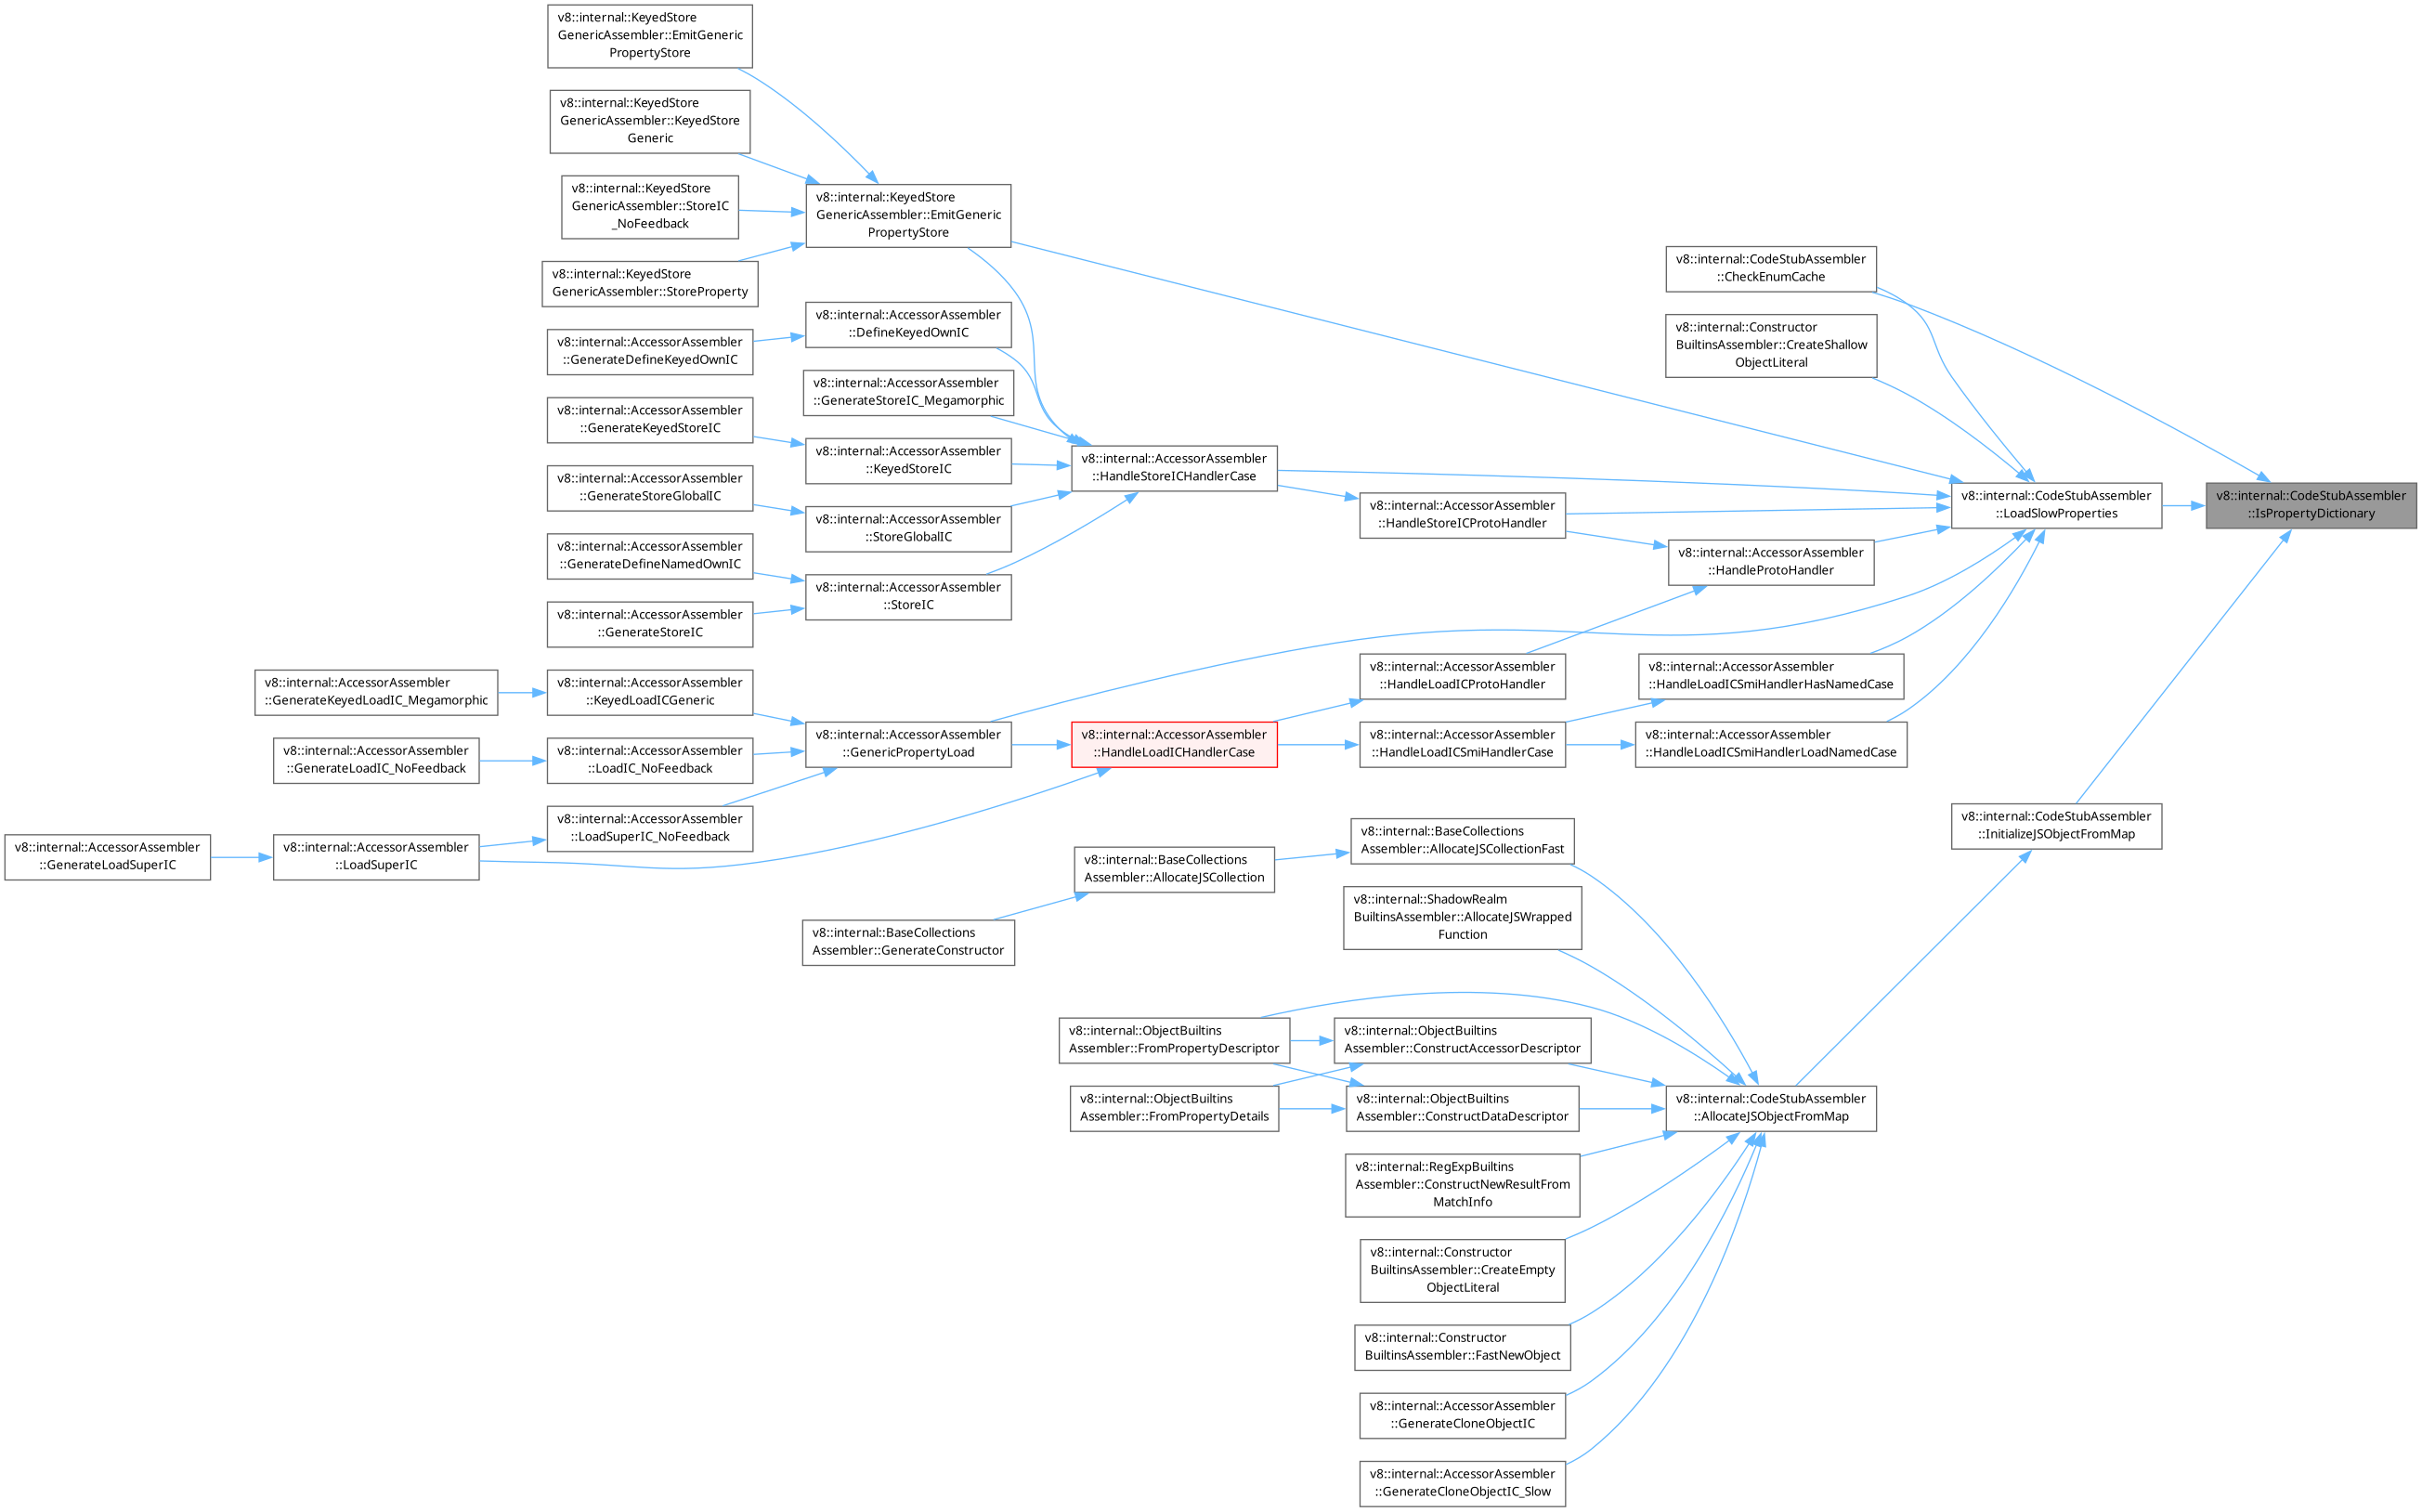 v8::internal::KeyedStore
GenericAssembler::EmitGeneric
PropertyStore
v8::internal::KeyedStore
GenericAssembler::KeyedStore
Generic
v8::internal::KeyedStore
GenericAssembler::StoreIC
_NoFeedback
v8::internal::KeyedStore
GenericAssembler::StoreProperty
v8::internal::KeyedStore
GenericAssembler::EmitGeneric
PropertyStore
v8::internal::AccessorAssembler
::DefineKeyedOwnIC
v8::internal::AccessorAssembler
::GenerateDefineKeyedOwnIC
v8::internal::AccessorAssembler
::GenerateStoreIC_Megamorphic
v8::internal::AccessorAssembler
::GenerateKeyedStoreIC
v8::internal::AccessorAssembler
::KeyedStoreIC
v8::internal::AccessorAssembler
::GenerateStoreGlobalIC
v8::internal::AccessorAssembler
::StoreGlobalIC
v8::internal::AccessorAssembler
::GenerateDefineNamedOwnIC
v8::internal::AccessorAssembler
::StoreIC
v8::internal::AccessorAssembler
::GenerateStoreIC
v8::internal::AccessorAssembler
::HandleStoreICHandlerCase
v8::internal::AccessorAssembler
::HandleStoreICProtoHandler
v8::internal::AccessorAssembler
::HandleProtoHandler
v8::internal::CodeStubAssembler
::CheckEnumCache
v8::internal::Constructor
BuiltinsAssembler::CreateShallow
ObjectLiteral
v8::internal::CodeStubAssembler
::LoadSlowProperties
v8::internal::CodeStubAssembler
::IsPropertyDictionary
v8::internal::AccessorAssembler
::GenerateKeyedLoadIC_Megamorphic
v8::internal::AccessorAssembler
::KeyedLoadICGeneric
v8::internal::AccessorAssembler
::GenerateLoadIC_NoFeedback
v8::internal::AccessorAssembler
::LoadIC_NoFeedback
v8::internal::AccessorAssembler
::GenericPropertyLoad
v8::internal::AccessorAssembler
::HandleLoadICHandlerCase
v8::internal::AccessorAssembler
::HandleLoadICProtoHandler
v8::internal::AccessorAssembler
::HandleLoadICSmiHandlerCase
v8::internal::AccessorAssembler
::HandleLoadICSmiHandlerHasNamedCase
v8::internal::AccessorAssembler
::HandleLoadICSmiHandlerLoadNamedCase
v8::internal::AccessorAssembler
::LoadSuperIC_NoFeedback
v8::internal::AccessorAssembler
::GenerateLoadSuperIC
v8::internal::AccessorAssembler
::LoadSuperIC
v8::internal::CodeStubAssembler
::InitializeJSObjectFromMap
v8::internal::BaseCollections
Assembler::AllocateJSCollectionFast
v8::internal::BaseCollections
Assembler::AllocateJSCollection
v8::internal::BaseCollections
Assembler::GenerateConstructor
v8::internal::ShadowRealm
BuiltinsAssembler::AllocateJSWrapped
Function
v8::internal::ObjectBuiltins
Assembler::FromPropertyDescriptor
v8::internal::ObjectBuiltins
Assembler::ConstructAccessorDescriptor
v8::internal::ObjectBuiltins
Assembler::FromPropertyDetails
v8::internal::ObjectBuiltins
Assembler::ConstructDataDescriptor
v8::internal::CodeStubAssembler
::AllocateJSObjectFromMap
v8::internal::RegExpBuiltins
Assembler::ConstructNewResultFrom
MatchInfo
v8::internal::Constructor
BuiltinsAssembler::CreateEmpty
ObjectLiteral
v8::internal::Constructor
BuiltinsAssembler::FastNewObject
v8::internal::AccessorAssembler
::GenerateCloneObjectIC
v8::internal::AccessorAssembler
::GenerateCloneObjectIC_Slow